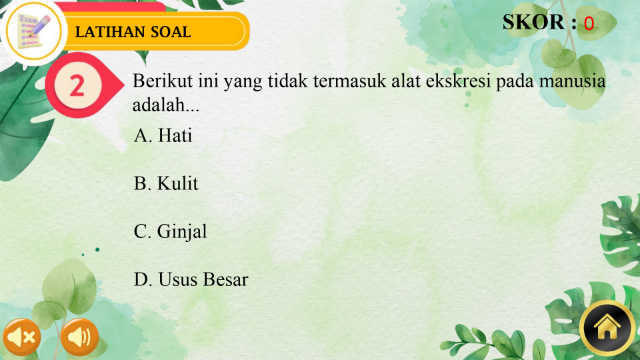 LATIHAN SOAL
SKOR : 0
2
Berikut ini yang tidak termasuk alat ekskresi pada manusia
adalah...
A. Hati
B. Kulit
C. Ginjal
D. Usus Besar